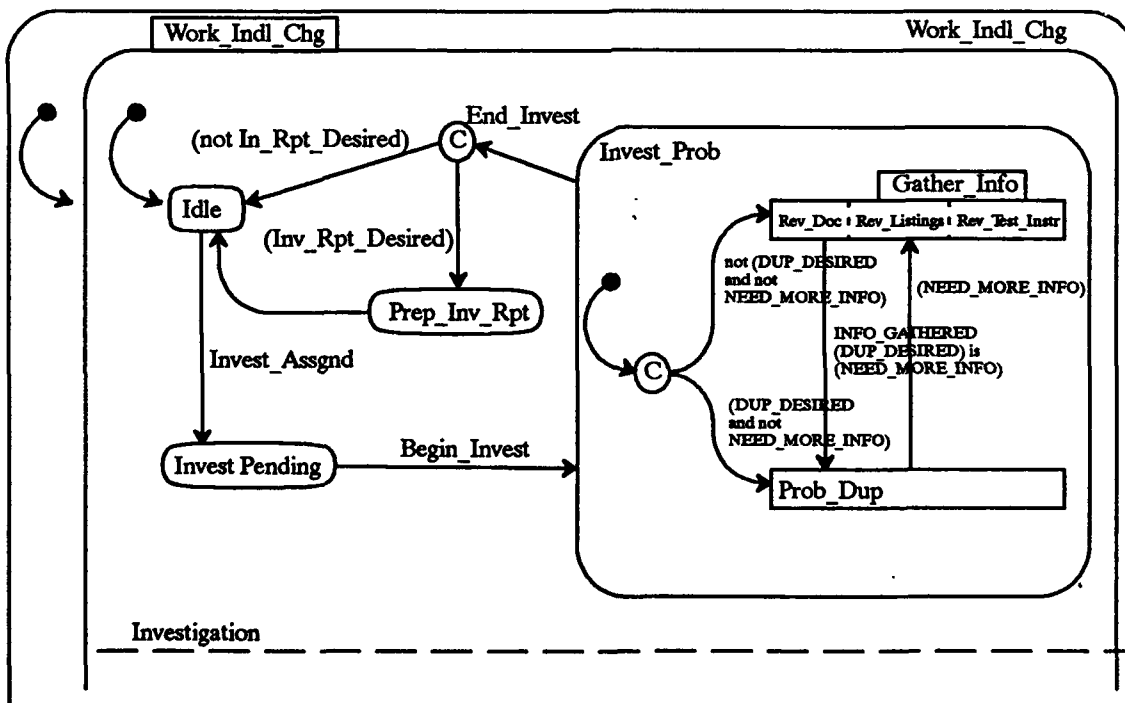 Work_Indl_Chg
Work_Indl_Chg
End_Invest
C
(not In_Rpt_Desired)
Invest_Prob
Gather_Info
Idle
Rev_Doc
Rev_Listings
Rev_Test_Instr
(Inv_Rpt_Desired)
not (DUP_DESIRED
and not
NEED_MORE_INFO)
(NEED_MORE_INFO)
Prep_Inv_Rpt
INFO_GATHERED
(DUP_DESIRED) is
(NEED_MORE_INFO)
Invest_Assgnd
C
(DUP_DESIRED
and not
NEED_MORE_INFO)
Begin_Invest
Invest Pending
Prob_Dup
Investigation